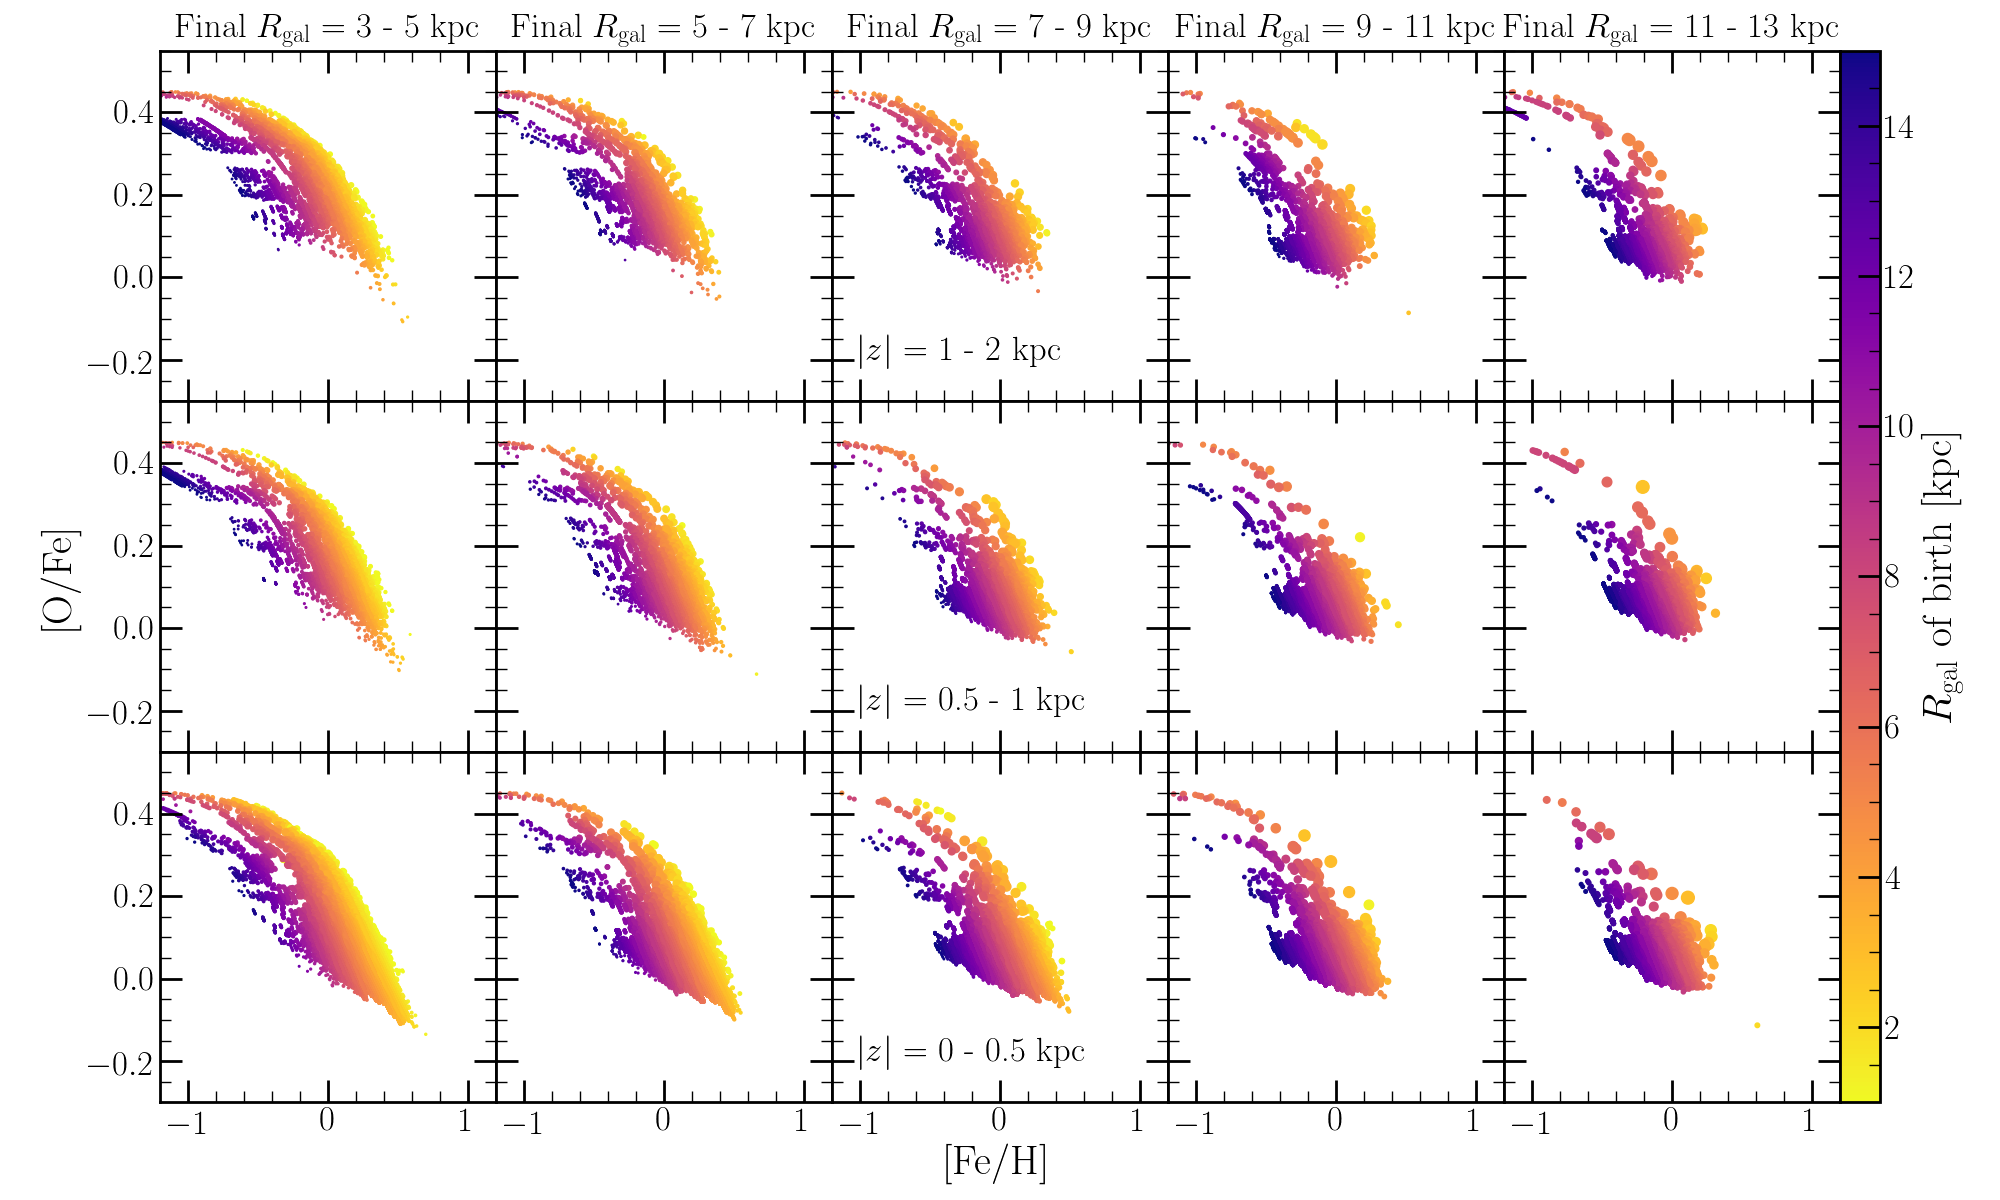 Final R_gal = 3 - 5 kpc
Final R_gal = 5 - 7 kpc
Final R_gal = 7 - 9 kpc
Final R_gal = 9 - 11 kpc
Final R_gal = 11 - 13 kpc
0.4
0.2
0.0
−0.2
|z| = 1 - 2 kpc
0.4
0.2
0.0
−0.2
|z| = 0.5 - 1 kpc
0.4
0.2
0.0
−0.2
|z| = 0 - 0.5 kpc
[O/Fe]
−1 0 1
−1 0 1
−1 0 1
−1 0 1
−1 0 1
[Fe/H]
14
12
10
8
6
4
2
R_gal of birth [kpc]